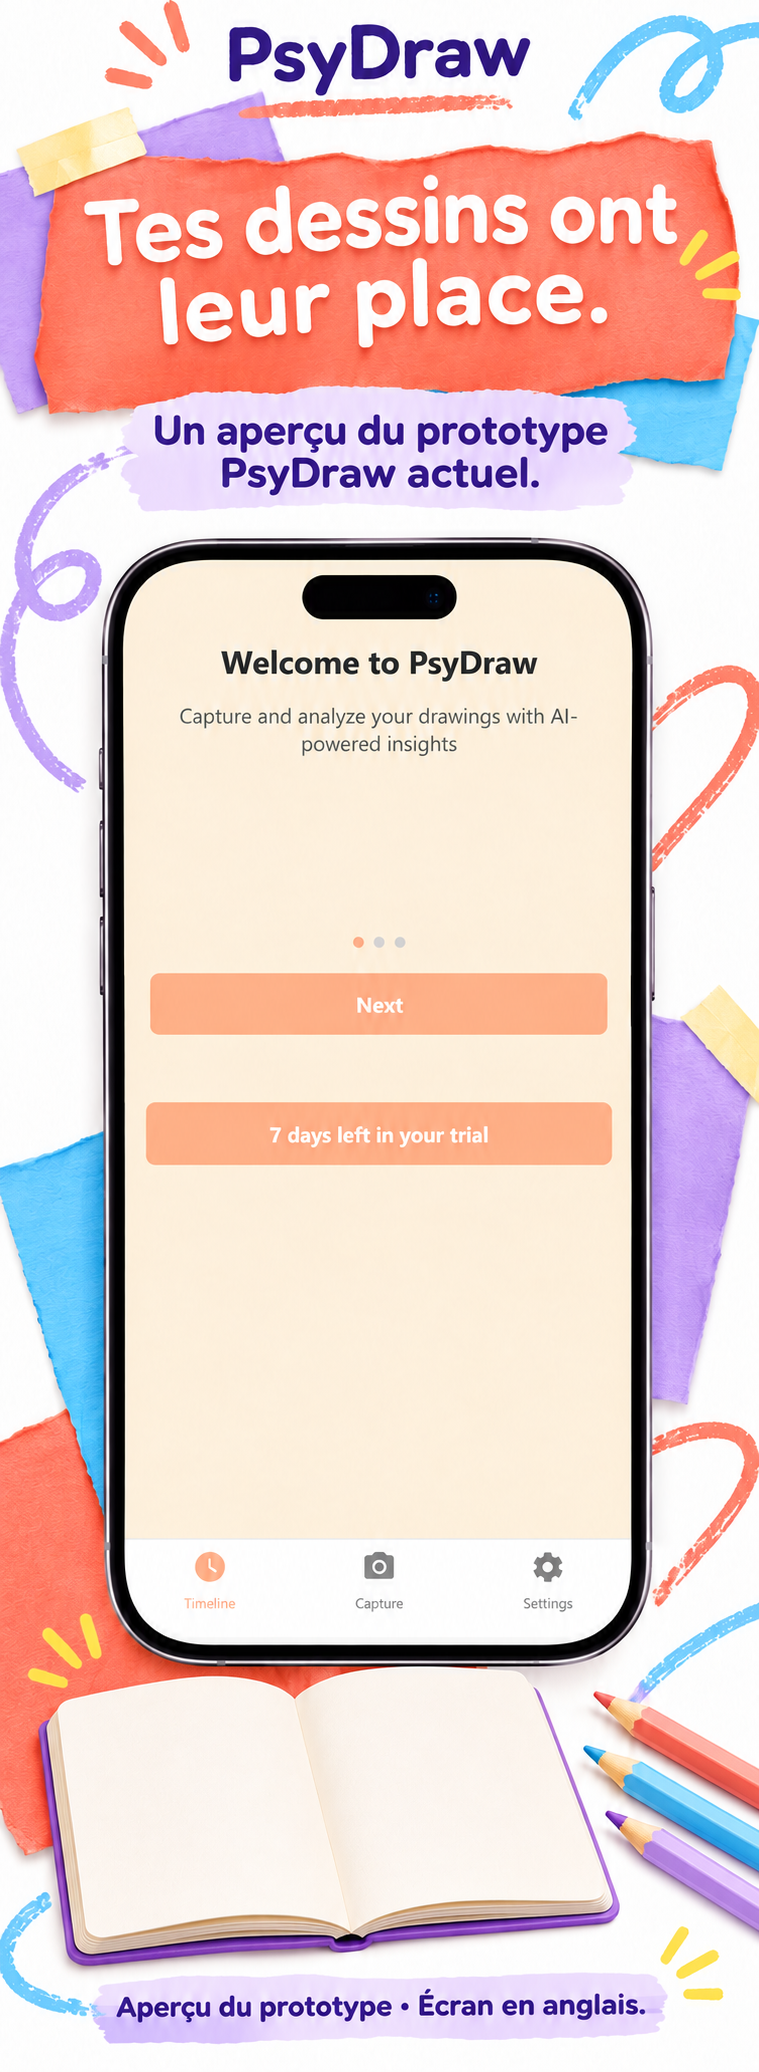 PsyDraw
Tes dessins ont
leur place.
Un aperçu du prototype
PsyDraw actuel.
Welcome to PsyDraw
Capture and analyze your drawings with AI-
powered insights
Next
7 days left in your trial
Timeline
Capture
Settings
Aperçu du prototype • Écran en anglais.